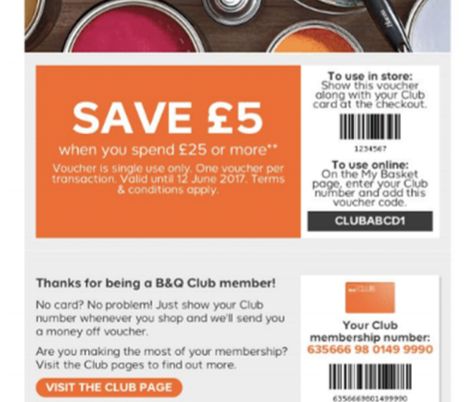 SAVE £5
when you spend £25 or more**
Voucher is single use only. One voucher per
transaction. Valid until 12 June 2017. Terms
& conditions apply.
To use in store:
Show this voucher
along with your Club
card at the checkout.
1234567
To use online:
On the My Basket
page, enter your Club
number and add this
voucher code.
CLUBABCD1
Thanks for being a B&Q Club member!
No card? No problem! Just show your Club
number whenever you shop and we'll send you
a money off voucher.
Are you making the most of your membership?
Visit the Club pages to find out more.
VISIT THE CLUB PAGE
CLUB
Your Club
membership number:
635666 98 0149 9990
6356669801499990